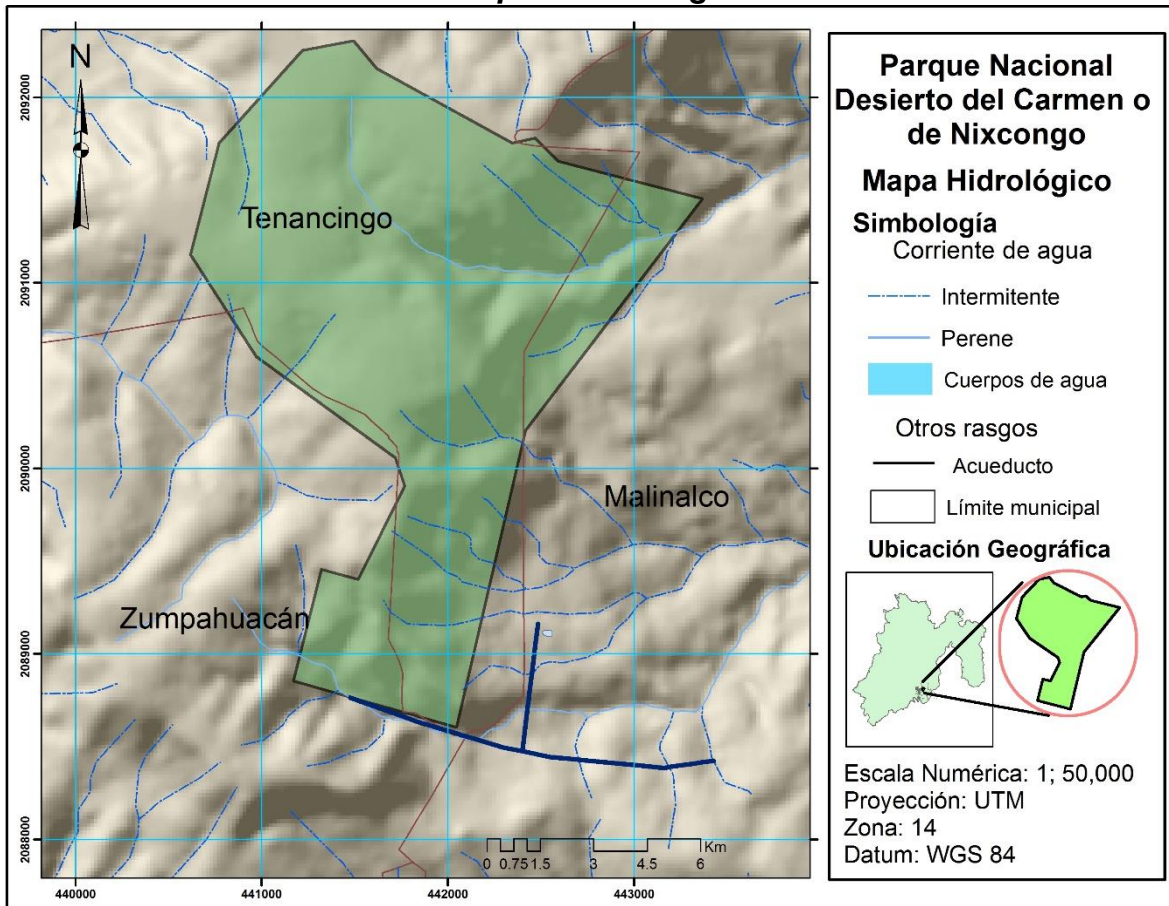 N
Tenancingo
Malinalco
Zumpahuacán
2092000
2091000
2090000
2089000
2088000
440000
441000
442000
443000
Km
0 0.75 1.5 3 4.5 6
Parque Nacional
Desierto del Carmen o
de Nixcongo
Mapa Hidrológico
Simbología
Corriente de agua
Intermitente
Perene
Cuerpos de agua
Otros rasgos
Acueducto
Límite municipal
Ubicación Geográfica
Escala Numérica: 1; 50,000
Proyección: UTM
Zona: 14
Datum: WGS 84